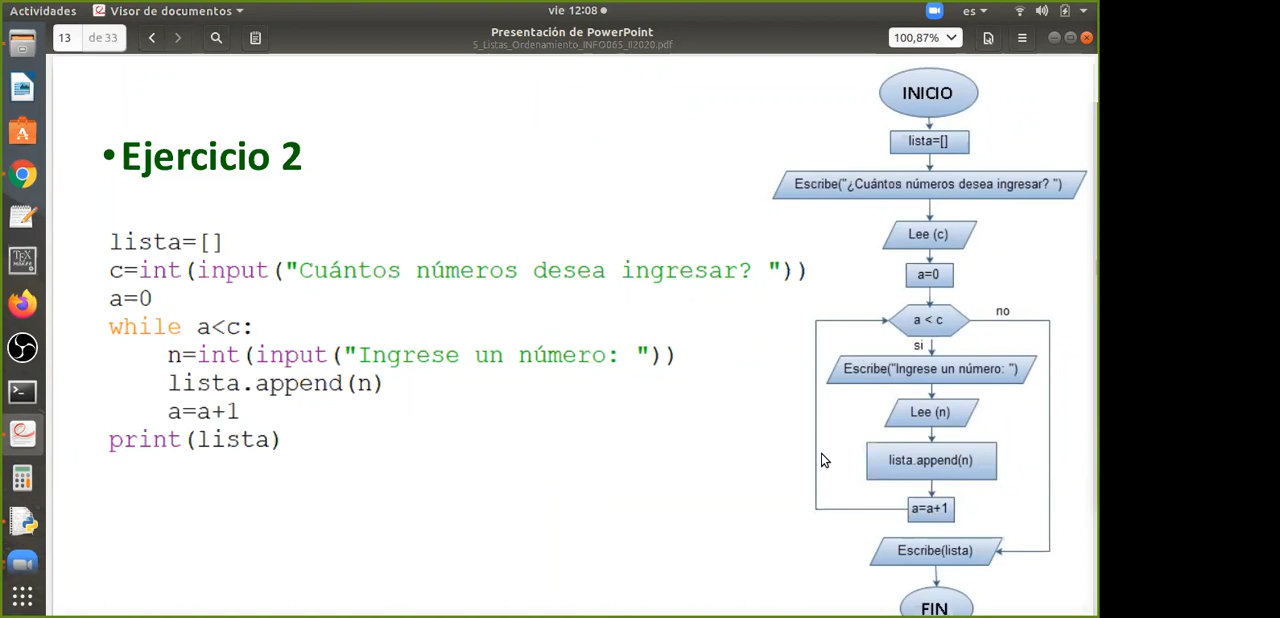 Actividades
Visor de documentos
vie 12:08
es
13
de 33
Presentación de PowerPoint
5_Listas_Ordenamiento_INFO065_II2020.pdf
100,87%
•Ejercicio 2
lista=[]
c=int(input("Cuántos números desea ingresar? "))
a=0
while a<c:
n=int(input("Ingrese un número: "))
lista.append(n)
a=a+1
print(lista)
INICIO
lista=[]
Escribe("¿Cuántos números desea ingresar? ")
Lee (c)
a=0
a < c
no
si
Escribe("Ingrese un número: ")
Lee (n)
lista.append(n)
a=a+1
Escribe(lista)
FIN